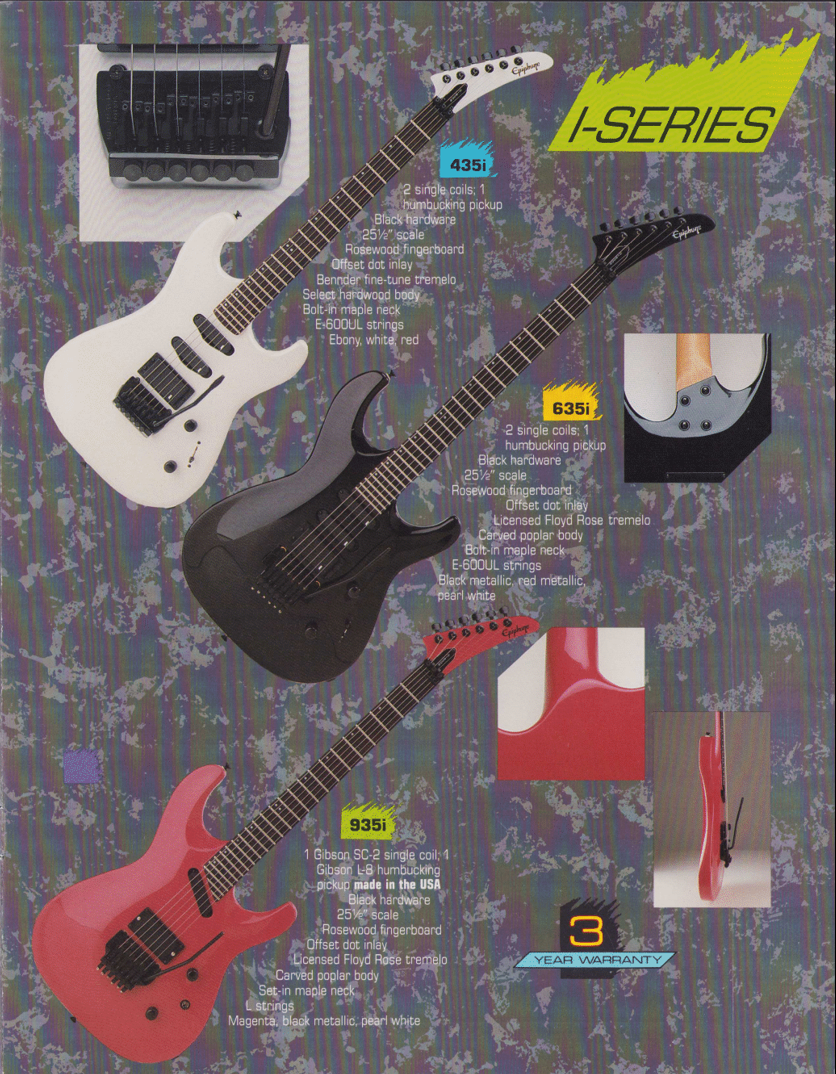 Epiphone
I-SERIES
435i
2 single coils; 1
humbucking pickup
Black hardware
25½" scale
Rosewood fingerboard
Offset dot inlay
Bennder fine-tune tremelo
Select hardwood body
Bolt-in maple neck
E-600UL strings
Ebony, white, red
Epiphone
635i
2 single coils; 1
humbucking pickup
Black hardware
25½" scale
Rosewood fingerboard
Offset dot inlay
Licensed Floyd Rose tremelo
Carved poplar body
Bolt-in meple neck
E-600UL strings
Black metallic, red metallic,
pearl white
Epiphone
935i
1 Gibson SC-2 single coil; 1
Gibson L-8 humbucking
pickup made in the USA
Black hardware
25½" scale
Rosewood fingerboard
Offset dot inlay
Licensed Floyd Rose tremelo
Carved poplar body
Set-in maple neck
L strings
Magenta, black metallic, pearl white
3
YEAR WARRANTY